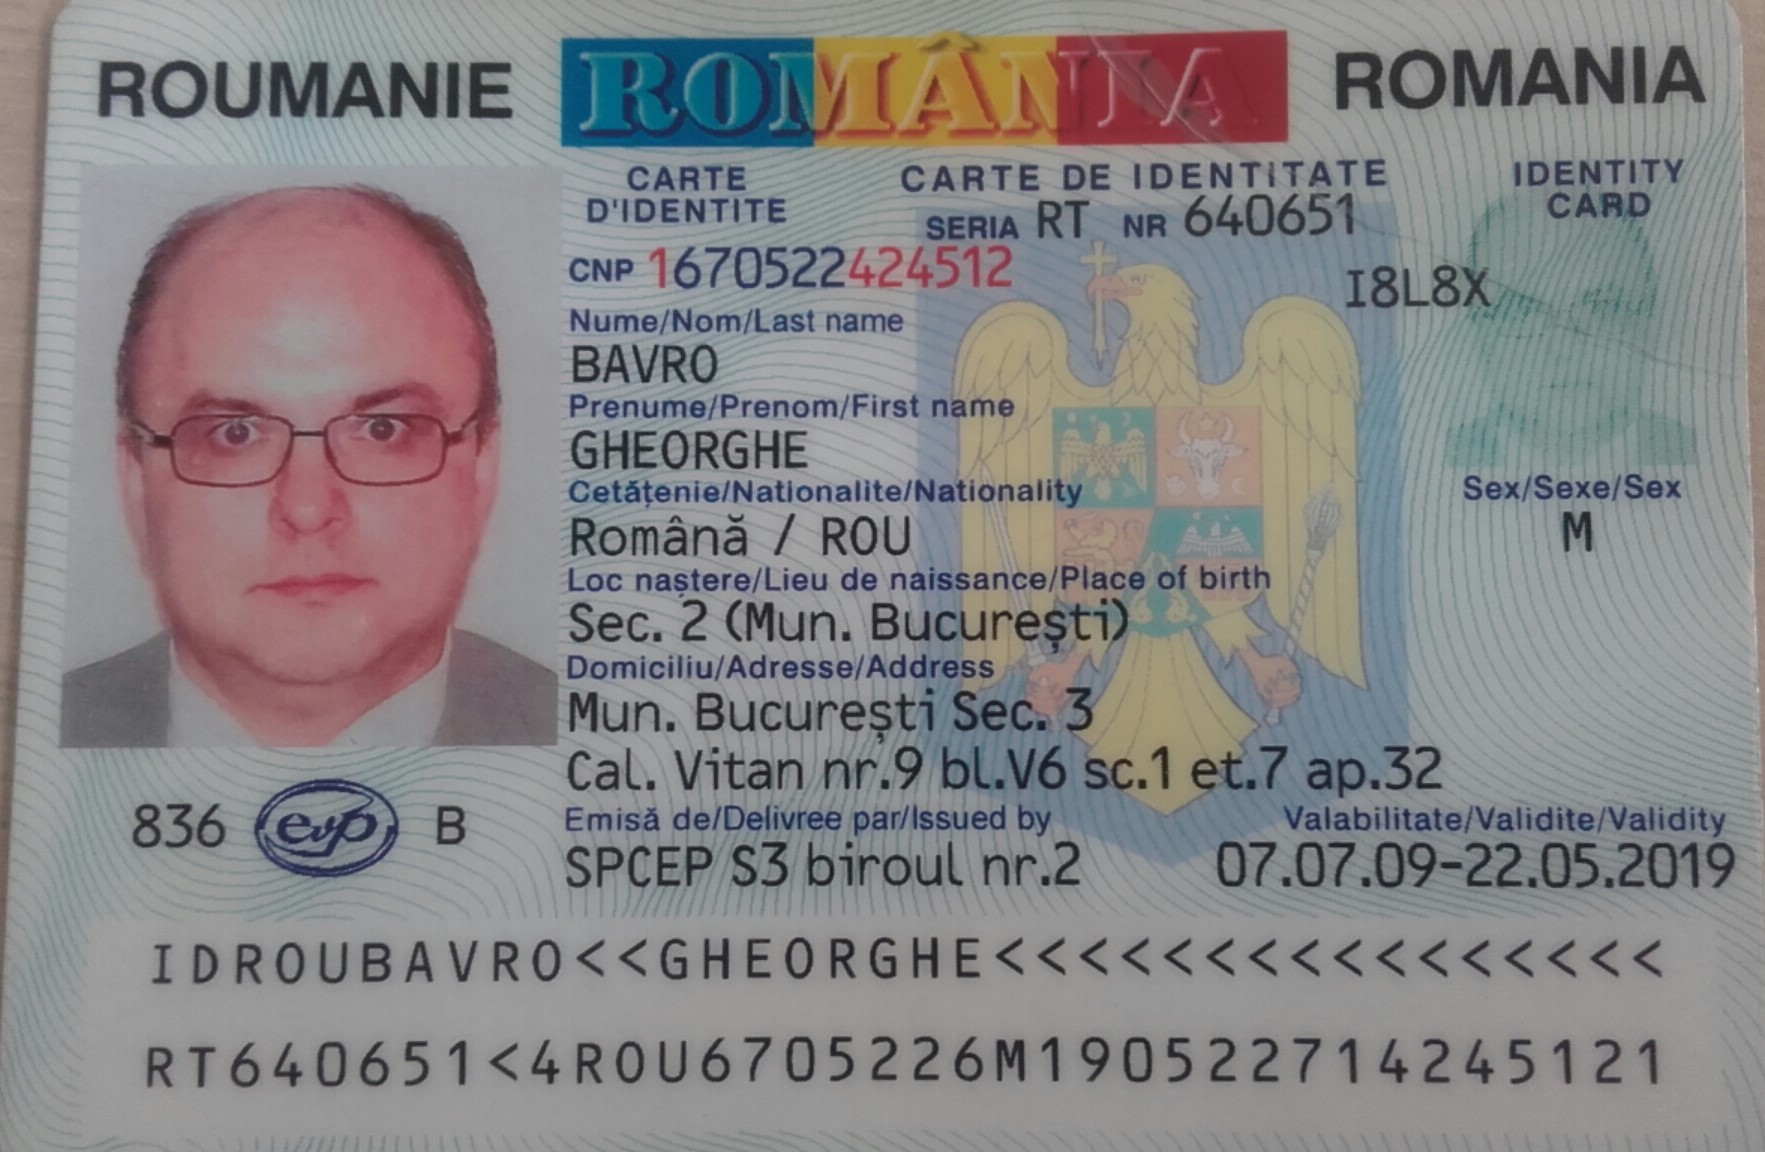 ROUMANIE ROMÂNIA ROMANIA
CARTE D'IDENTITE
CARTE DE IDENTITATE
IDENTITY CARD
SERIA RT NR 640651
CNP 1670522424512
I8L8X
Nume/Nom/Last name
BAVRO
Prenume/Prenom/First name
GHEORGHE
Cetățenie/Nationalite/Nationality
Română / ROU
Sex/Sexe/Sex
M
Loc naștere/Lieu de naissance/Place of birth
Sec. 2 (Mun. București)
Domiciliu/Adresse/Address
Mun. București Sec. 3
Cal. Vitan nr.9 bl.V6 sc.1 et.7 ap.32
836 evp B
Emisă de/Delivree par/Issued by
SPCEP S3 biroul nr.2
Valabilitate/Validite/Validity
07.07.09-22.05.2019
IDROUBAVRO<<GHEORGHE<<<<<<<<<<<<<<<<
RT640651<4ROU6705226M190522714245121